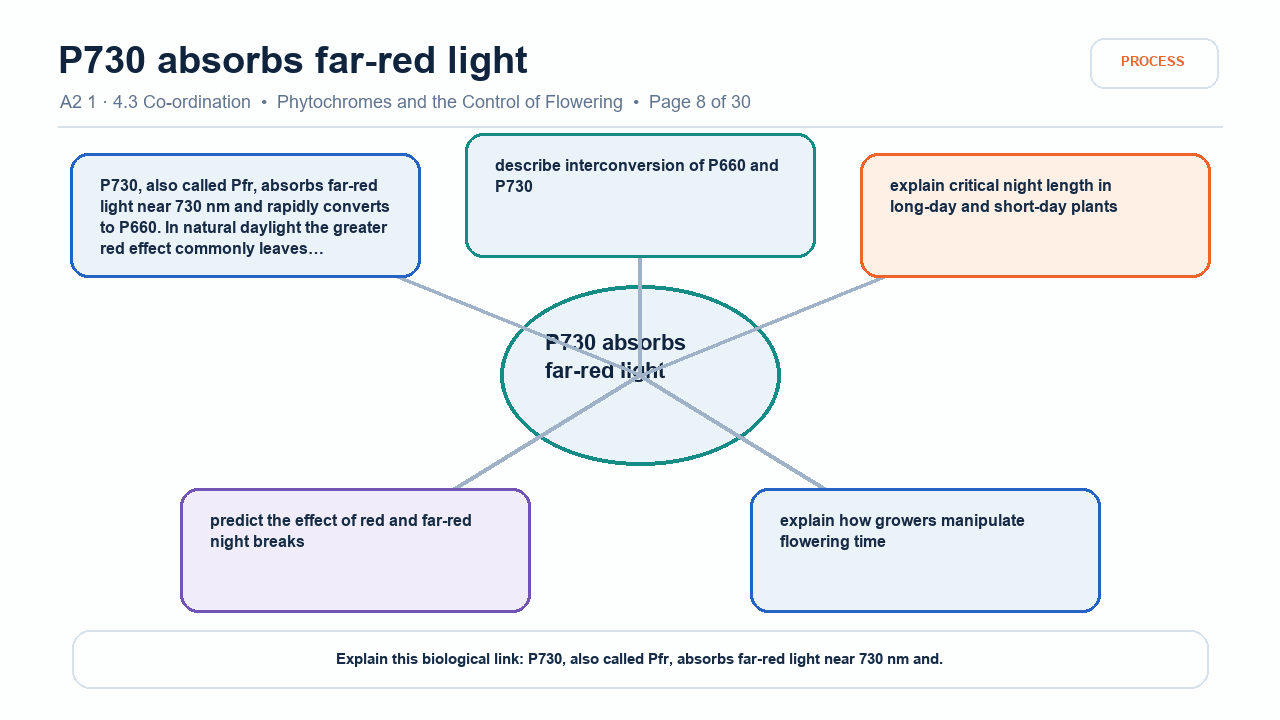 P730 absorbs far-red light
PROCESS
A2 1 · 4.3 Co-ordination • Phytochromes and the Control of Flowering • Page 8 of 30
P730, also called Pfr, absorbs far-red
light near 730 nm and rapidly converts
to P660. In natural daylight the greater
red effect commonly leaves…
describe interconversion of P660 and
P730
explain critical night length in
long-day and short-day plants
P730 absorbs
far-red light
predict the effect of red and far-red
night breaks
explain how growers manipulate
flowering time
Explain this biological link: P730, also called Pfr, absorbs far-red light near 730 nm and.